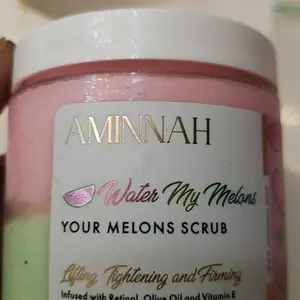 AMINNAH
Water My Melons
YOUR MELONS SCRUB
Lifting, Tightening and Firming
Infused with Retinol, Olive Oil and Vitamin E